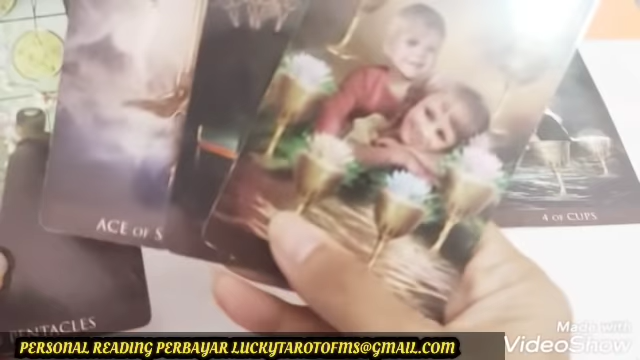 ACE OF S
4 OF CUPS
PENTACLES
Made with
VideoShow
PERSONAL READING PERBAYAR LUCKYTAROTOFMS@GMAIL.COM